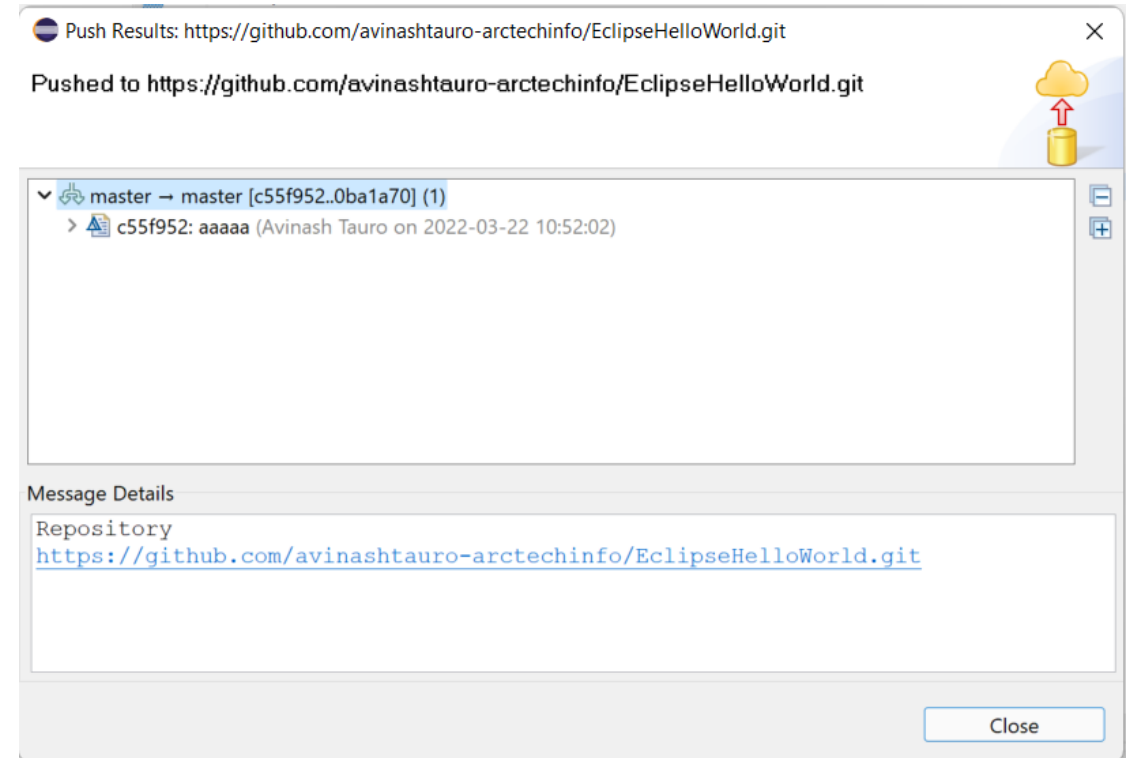 Push Results: https://github.com/avinashtauro-arctechinfo/EclipseHelloWorld.git
Pushed to https://github.com/avinashtauro-arctechinfo/EclipseHelloWorld.git
master → master [c55f952..0ba1a70] (1)
c55f952: aaaaa (Avinash Tauro on 2022-03-22 10:52:02)
Message Details
Repository
https://github.com/avinashtauro-arctechinfo/EclipseHelloWorld.git
Close